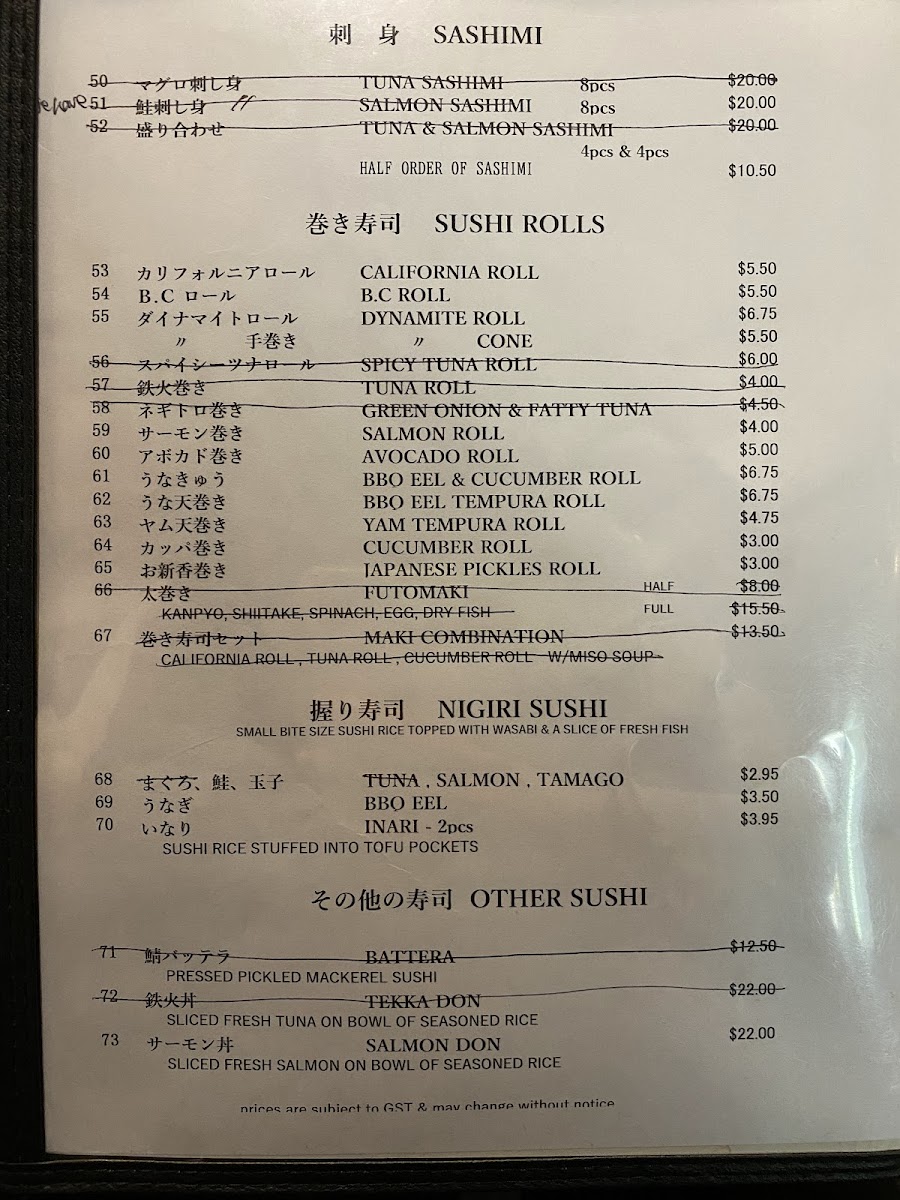 刺 身 SASHIMI
50 マグロ刺し身 TUNA SASHIMI 8pcs $20.00
51 鮭刺し身 〃 SALMON SASHIMI 8pcs $20.00
52 盛り合わせ TUNA & SALMON SASHIMI $20.00
4pcs & 4pcs
HALF ORDER OF SASHIMI $10.50
巻き寿司 SUSHI ROLLS
53 カリフォルニアロール CALIFORNIA ROLL $5.50
54 B.C ロール B.C ROLL $5.50
55 ダイナマイトロール DYNAMITE ROLL $6.75
〃 手巻き 〃 CONE $5.50
56 スパイシーツナロール SPICY TUNA ROLL $6.00
57 鉄火巻き TUNA ROLL $4.00
58 ネギトロ巻き GREEN ONION & FATTY TUNA $4.50
59 サーモン巻き SALMON ROLL $4.00
60 アボカド巻き AVOCADO ROLL $5.00
61 うなきゅう BBQ EEL & CUCUMBER ROLL $6.75
62 うな天巻き BBQ EEL TEMPURA ROLL $6.75
63 ヤム天巻き YAM TEMPURA ROLL $4.75
64 カッパ巻き CUCUMBER ROLL $3.00
65 お新香巻き JAPANESE PICKLES ROLL $3.00
66 太巻き FUTOMAKI HALF $8.00
KANPYO, SHIITAKE, SPINACH, EGG, DRY FISH FULL $15.50
67 巻き寿司セット MAKI COMBINATION $13.50
CALIFORNIA ROLL , TUNA ROLL , CUCUMBER ROLL W/MISO SOUP
握り寿司 NIGIRI SUSHI
SMALL BITE SIZE SUSHI RICE TOPPED WITH WASABI & A SLICE OF FRESH FISH
68 まぐろ、鮭、玉子 TUNA , SALMON , TAMAGO $2.95
69 うなぎ BBQ EEL $3.50
70 いなり INARI - 2pcs $3.95
SUSHI RICE STUFFED INTO TOFU POCKETS
その他の寿司 OTHER SUSHI
71 鯖バッテラ BATTERA $12.50
PRESSED PICKLED MACKEREL SUSHI
72 鉄火丼 TEKKA DON $22.00
SLICED FRESH TUNA ON BOWL OF SEASONED RICE
73 サーモン丼 SALMON DON $22.00
SLICED FRESH SALMON ON BOWL OF SEASONED RICE
prices are subject to GST & may change without notice